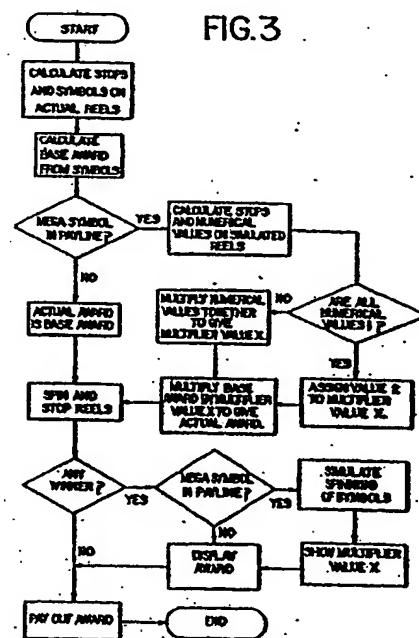 FIG.3
START
CALCULATE STOPS
AND SYMBOLS ON
ACTUAL REELS
CALCULATE
BASE AWARD
FROM SYMBOLS
MEGA SYMBOL
IN PAYLINE?
YES
CALCULATE STOPS
AND NUMERICAL
VALUES ON SIMULATED
REELS
NO
ARE ALL
NUMERICAL
VALUES 1?
NO
MULTIPLY NUMERICAL
VALUES TOGETHER
TO GIVE
MULTIPLIER VALUE X.
YES
ACTUAL AWARD
IS BASE AWARD
ASSIGN VALUE 2
TO MULTIPLIER
VALUE X.
MULTIPLY BASE
AWARD BY MULTIPLIER
VALUE X TO GIVE
ACTUAL AWARD.
SPIN AND
STOP REELS
ANY
WINNER?
YES
MEGA SYMBOL
IN PAYLINE?
YES
SIMULATE
SPINNING
OF SYMBOLS
NO
NO
DISPLAY
AWARD
SHOW MULTIPLIER
VALUE X
PAY OUT AWARD
END